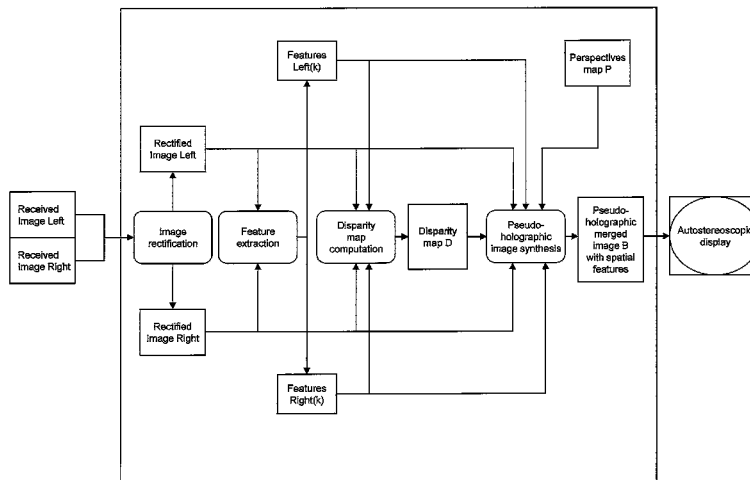 Features
Left(k)
Perspectives
map P
Rectified
Image Left
Received
Image Left
Received
Image Right
Image
rectification
Feature
extraction
Disparity
map
computation
Disparity
map D
Pseudo-
holographic
image synthesis
Pseudo-
holographic
merged
image B
with spatial
features
Autostereoscopic
display
Rectified
Image Right
Features
Right(k)